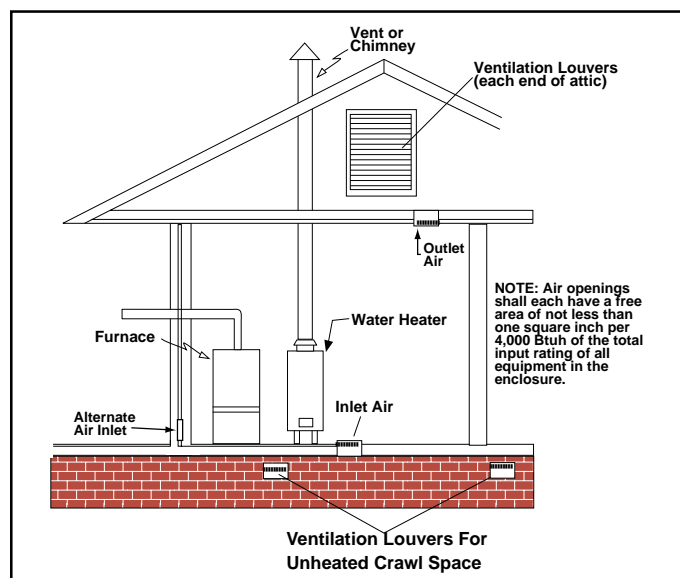 Vent or
Chimney
Ventilation Louvers
(each end of attic)
Outlet
Air
NOTE: Air openings
shall each have a free
area of not less than
one square inch per
4,000 Btuh of the total
input rating of all
equipment in the
enclosure.
Water Heater
Furnace
Alternate
Air Inlet
Inlet Air
Ventilation Louvers For
Unheated Crawl Space